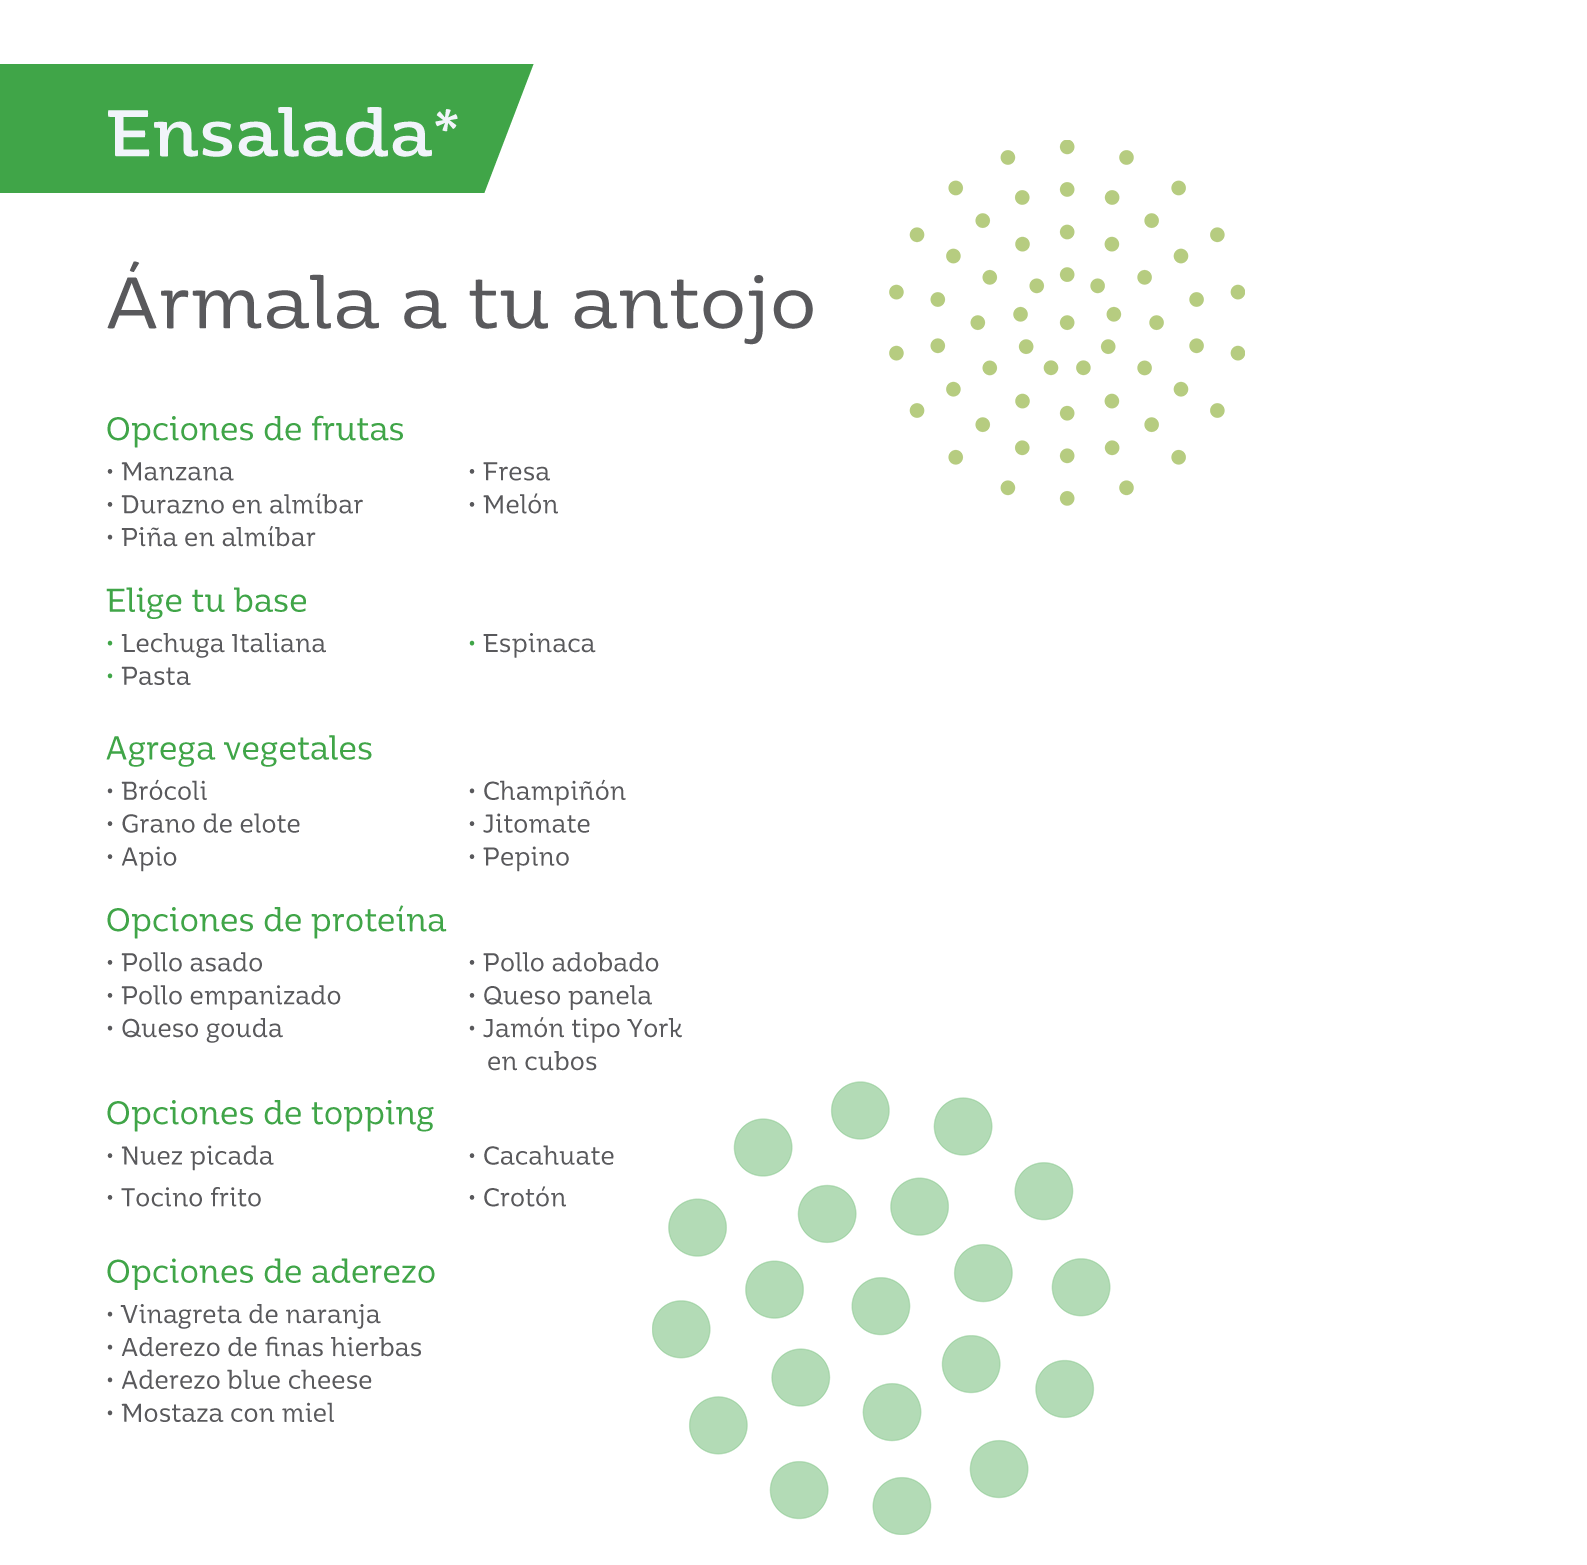 Ensalada*
Ármala a tu antojo
Opciones de frutas
• Manzana
• Durazno en almíbar
• Piña en almíbar
• Fresa
• Melón
Elige tu base
• Lechuga Italiana
• Pasta
• Espinaca
Agrega vegetales
• Brócoli
• Grano de elote
• Apio
• Champiñón
• Jitomate
• Pepino
Opciones de proteína
• Pollo asado
• Pollo empanizado
• Queso gouda
• Pollo adobado
• Queso panela
• Jamón tipo York
en cubos
Opciones de topping
• Nuez picada
• Tocino frito
• Cacahuate
• Crotón
Opciones de aderezo
• Vinagreta de naranja
• Aderezo de finas hierbas
• Aderezo blue cheese
• Mostaza con miel